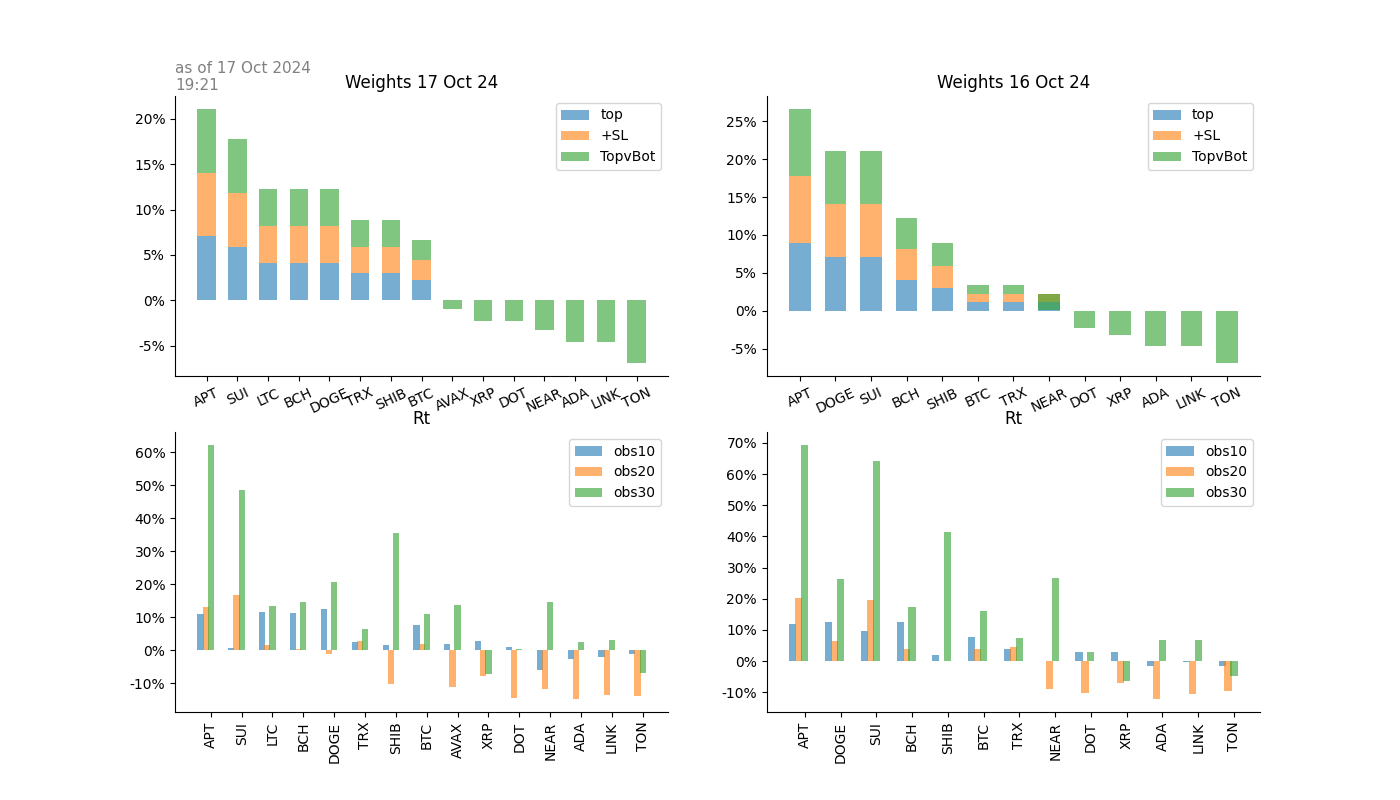 as of 17 Oct 2024
19:21
Weights 17 Oct 24
20%
15%
10%
5%
0%
-5%
top
+SL
TopvBot
APT SUI LTC BCH DOGE TRX SHIB BTC AVAX XRP DOT NEAR ADA LINK TON
Weights 16 Oct 24
25%
20%
15%
10%
5%
0%
-5%
top
+SL
TopvBot
APT DOGE SUI BCH SHIB BTC TRX NEAR DOT XRP ADA LINK TON
Rt
60%
50%
40%
30%
20%
10%
0%
-10%
obs10
obs20
obs30
APT SUI LTC BCH DOGE TRX SHIB BTC AVAX XRP DOT NEAR ADA LINK TON
Rt
70%
60%
50%
40%
30%
20%
10%
0%
-10%
obs10
obs20
obs30
APT DOGE SUI BCH SHIB BTC TRX NEAR DOT XRP ADA LINK TON